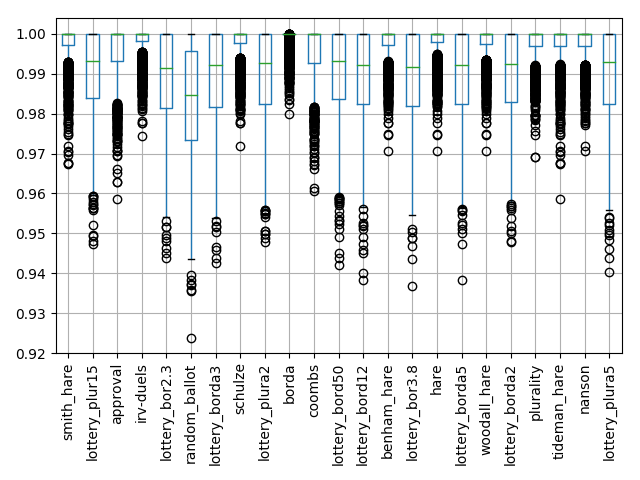 1.00
0.99
0.98
0.97
0.96
0.95
0.94
0.93
0.92
smith_hare
lottery_plur15
approval
irv-duels
lottery_bor2.3
random_ballot
lottery_borda3
schulze
lottery_plura2
borda
coombs
lottery_bord50
lottery_bord12
benham_hare
lottery_bor3.8
hare
lottery_borda5
woodall_hare
lottery_borda2
plurality
tideman_hare
nanson
lottery_plura5